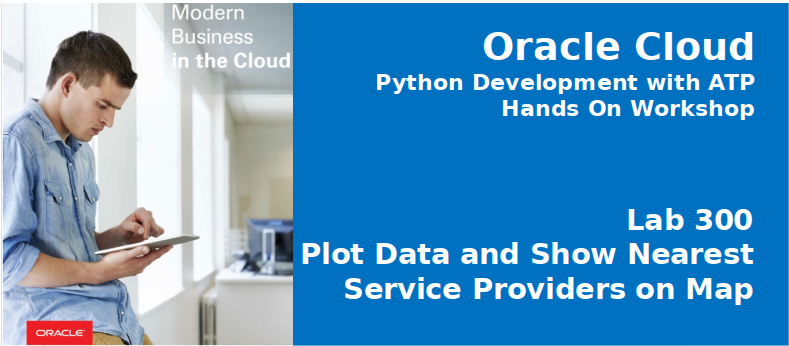 Modern
Business
in the Cloud
ORACLE
Oracle Cloud
Python Development with ATP
Hands On Workshop
Lab 300
Plot Data and Show Nearest
Service Providers on Map